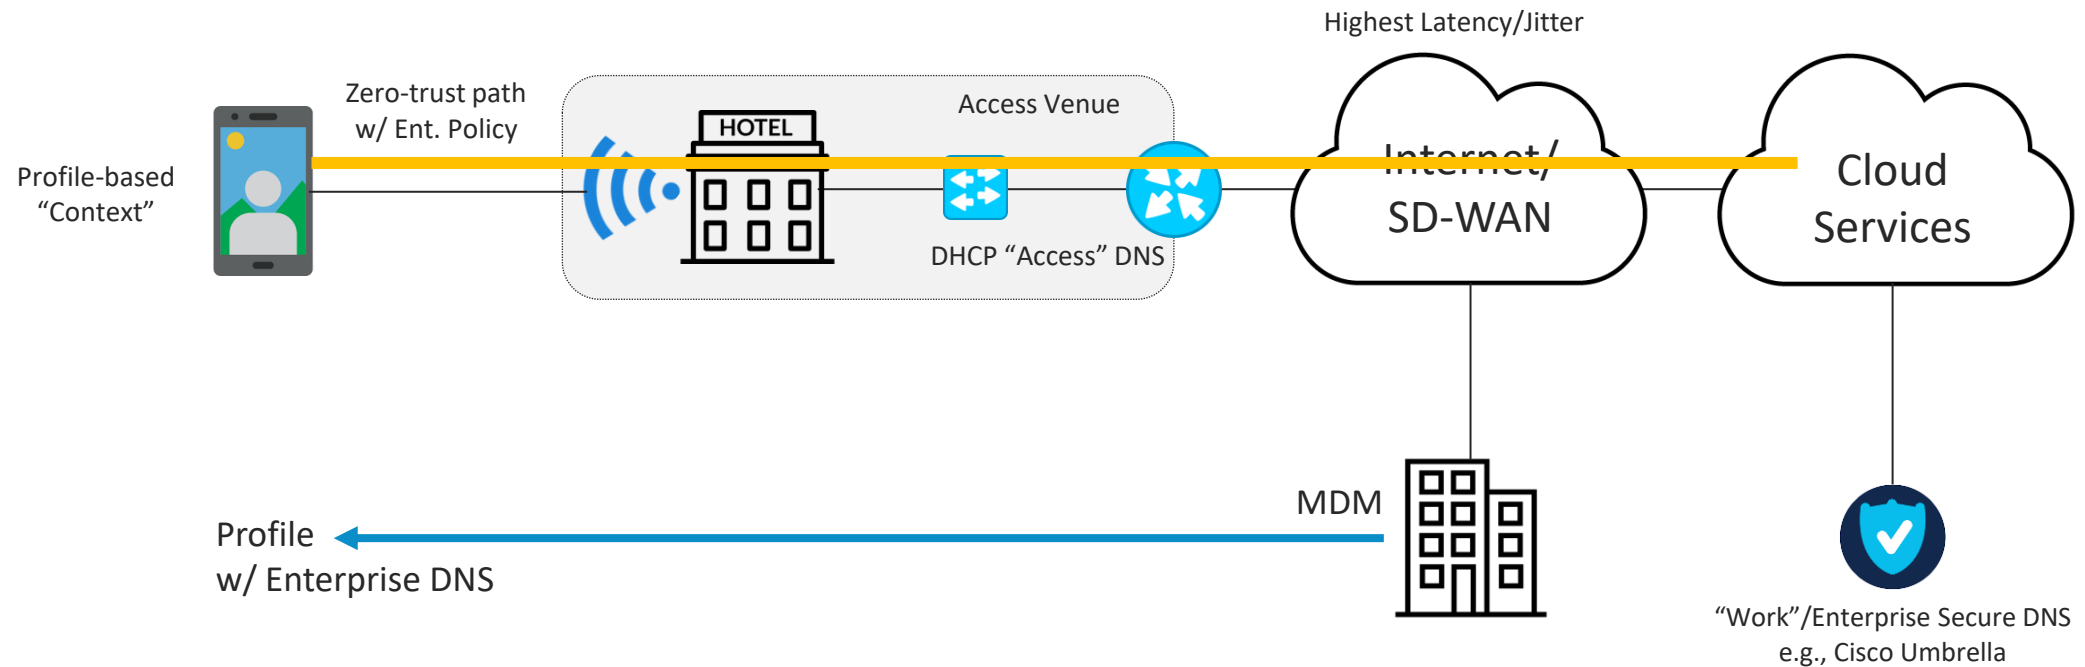 Highest Latency/Jitter
Zero-trust path
w/ Ent. Policy
Access Venue
HOTEL
Profile-based
“Context”
Internet/
SD-WAN
Cloud
Services
DHCP “Access” DNS
MDM
Profile
w/ Enterprise DNS
“Work”/Enterprise Secure DNS
e.g., Cisco Umbrella